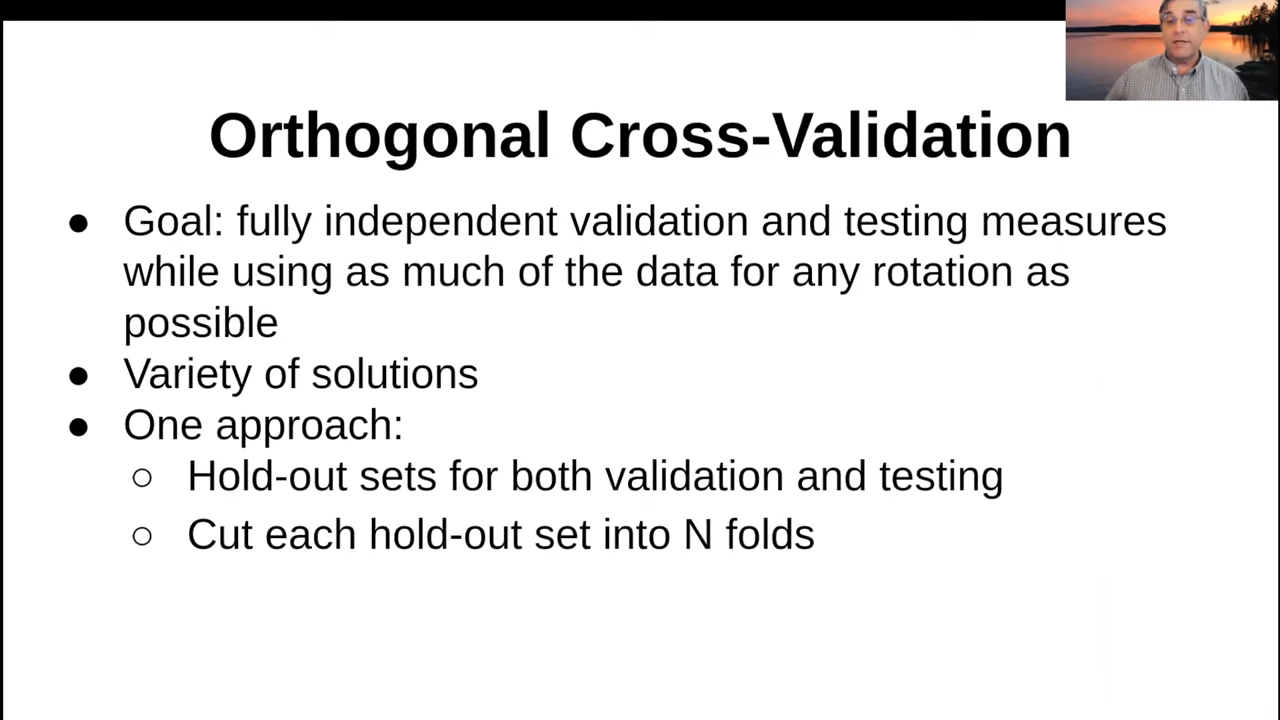 Orthogonal Cross-Validation
● Goal: fully independent validation and testing measures
while using as much of the data for any rotation as
possible
● Variety of solutions
● One approach:
○ Hold-out sets for both validation and testing
○ Cut each hold-out set into N folds